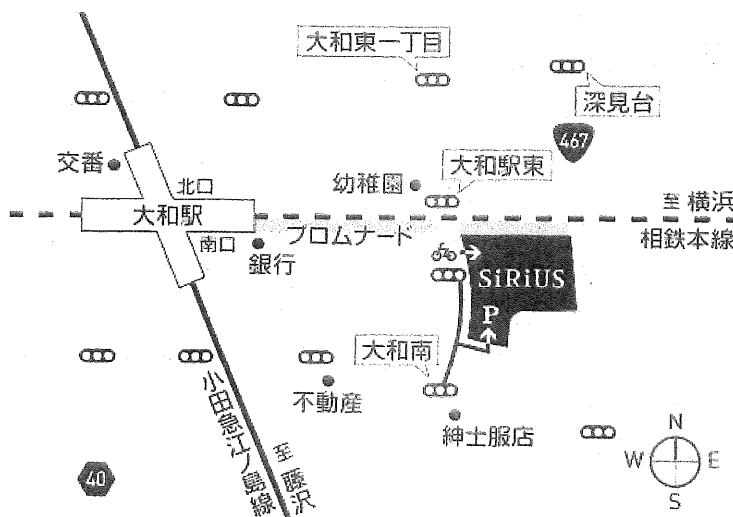 大和東一丁目
深見台
467
交番
北口
幼稚園
大和駅東
至 横浜
大和駅
プロムナード
相鉄本線
南口
銀行
SiRiUS
P
大和南
不動産
紳士服店
小田急江ノ島線
至 藤沢
40
N
W E
S